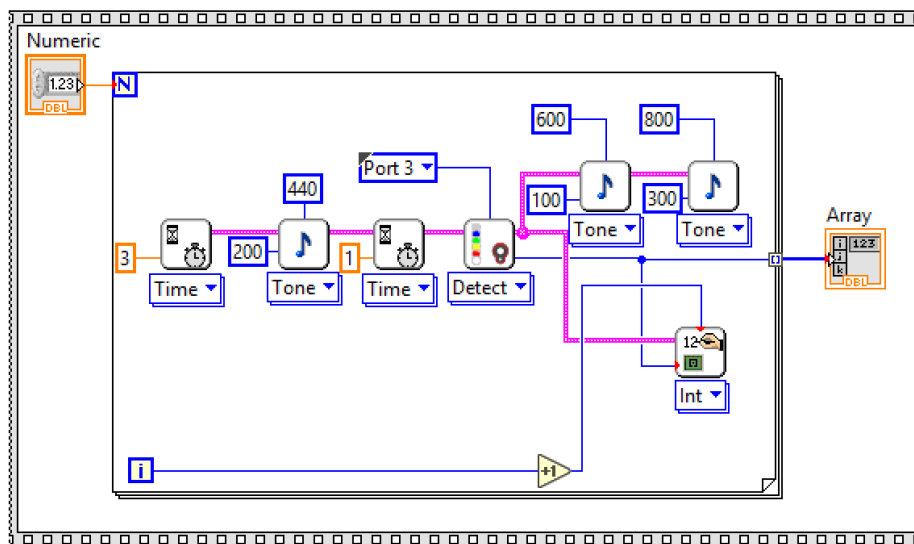 Numeric
1.23
DBL
N
600
800
Port 3
440
100
300
Tone
Tone
Array
i 123
j
k
DBL
3
200
1
Time
Tone
Time
Detect
12
Int
i
+1